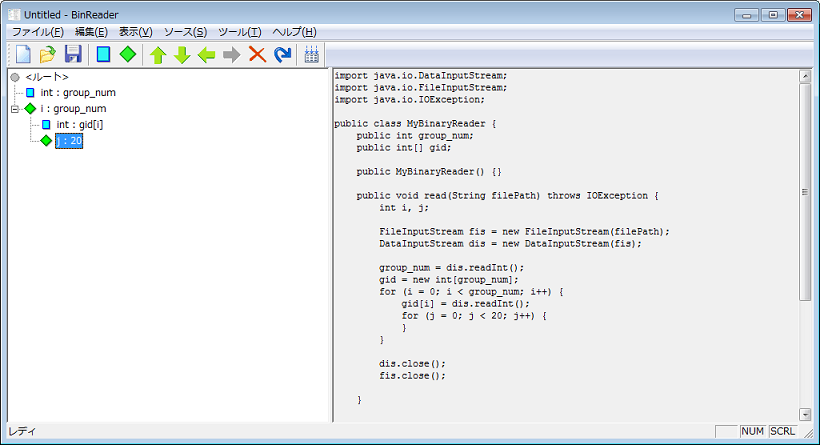 Untitled - BinReader
ファイル(F) 編集(E) 表示(V) ソース(S) ツール(T) ヘルプ(H)
<ルート>
int : group_num
i : group_num
int : gid[i]
j : 20
import java.io.DataInputStream;
import java.io.FileInputStream;
import java.io.IOException;
public class MyBinaryReader {
public int group_num;
public int[] gid;
public MyBinaryReader() {}
public void read(String filePath) throws IOException {
int i, j;
FileInputStream fis = new FileInputStream(filePath);
DataInputStream dis = new DataInputStream(fis);
group_num = dis.readInt();
gid = new int[group_num];
for (i = 0; i < group_num; i++) {
gid[i] = dis.readInt();
for (j = 0; j < 20; j++) {
}
}
dis.close();
fis.close();
}
レディ
NUM SCRL